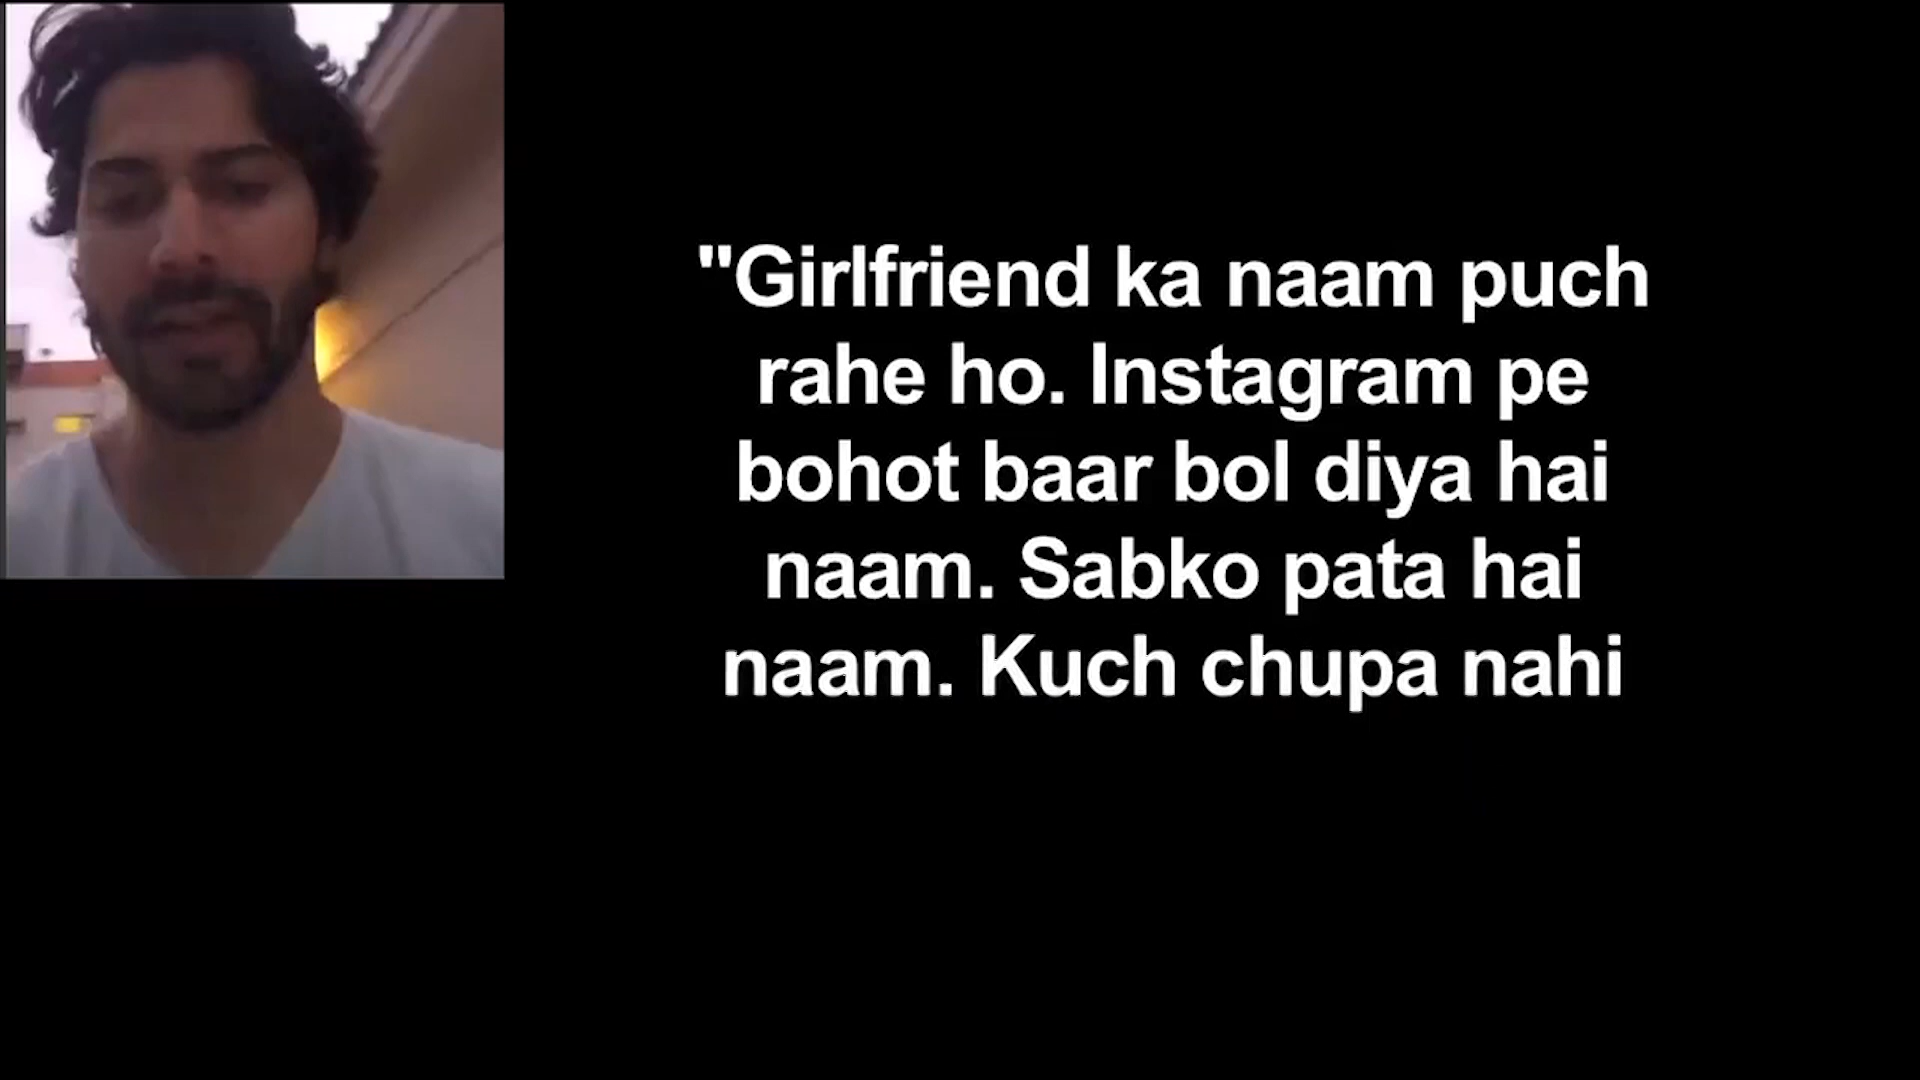 "Girlfriend ka naam puch
rahe ho. Instagram pe
bohot baar bol diya hai
naam. Sabko pata hai
naam. Kuch chupa nahi